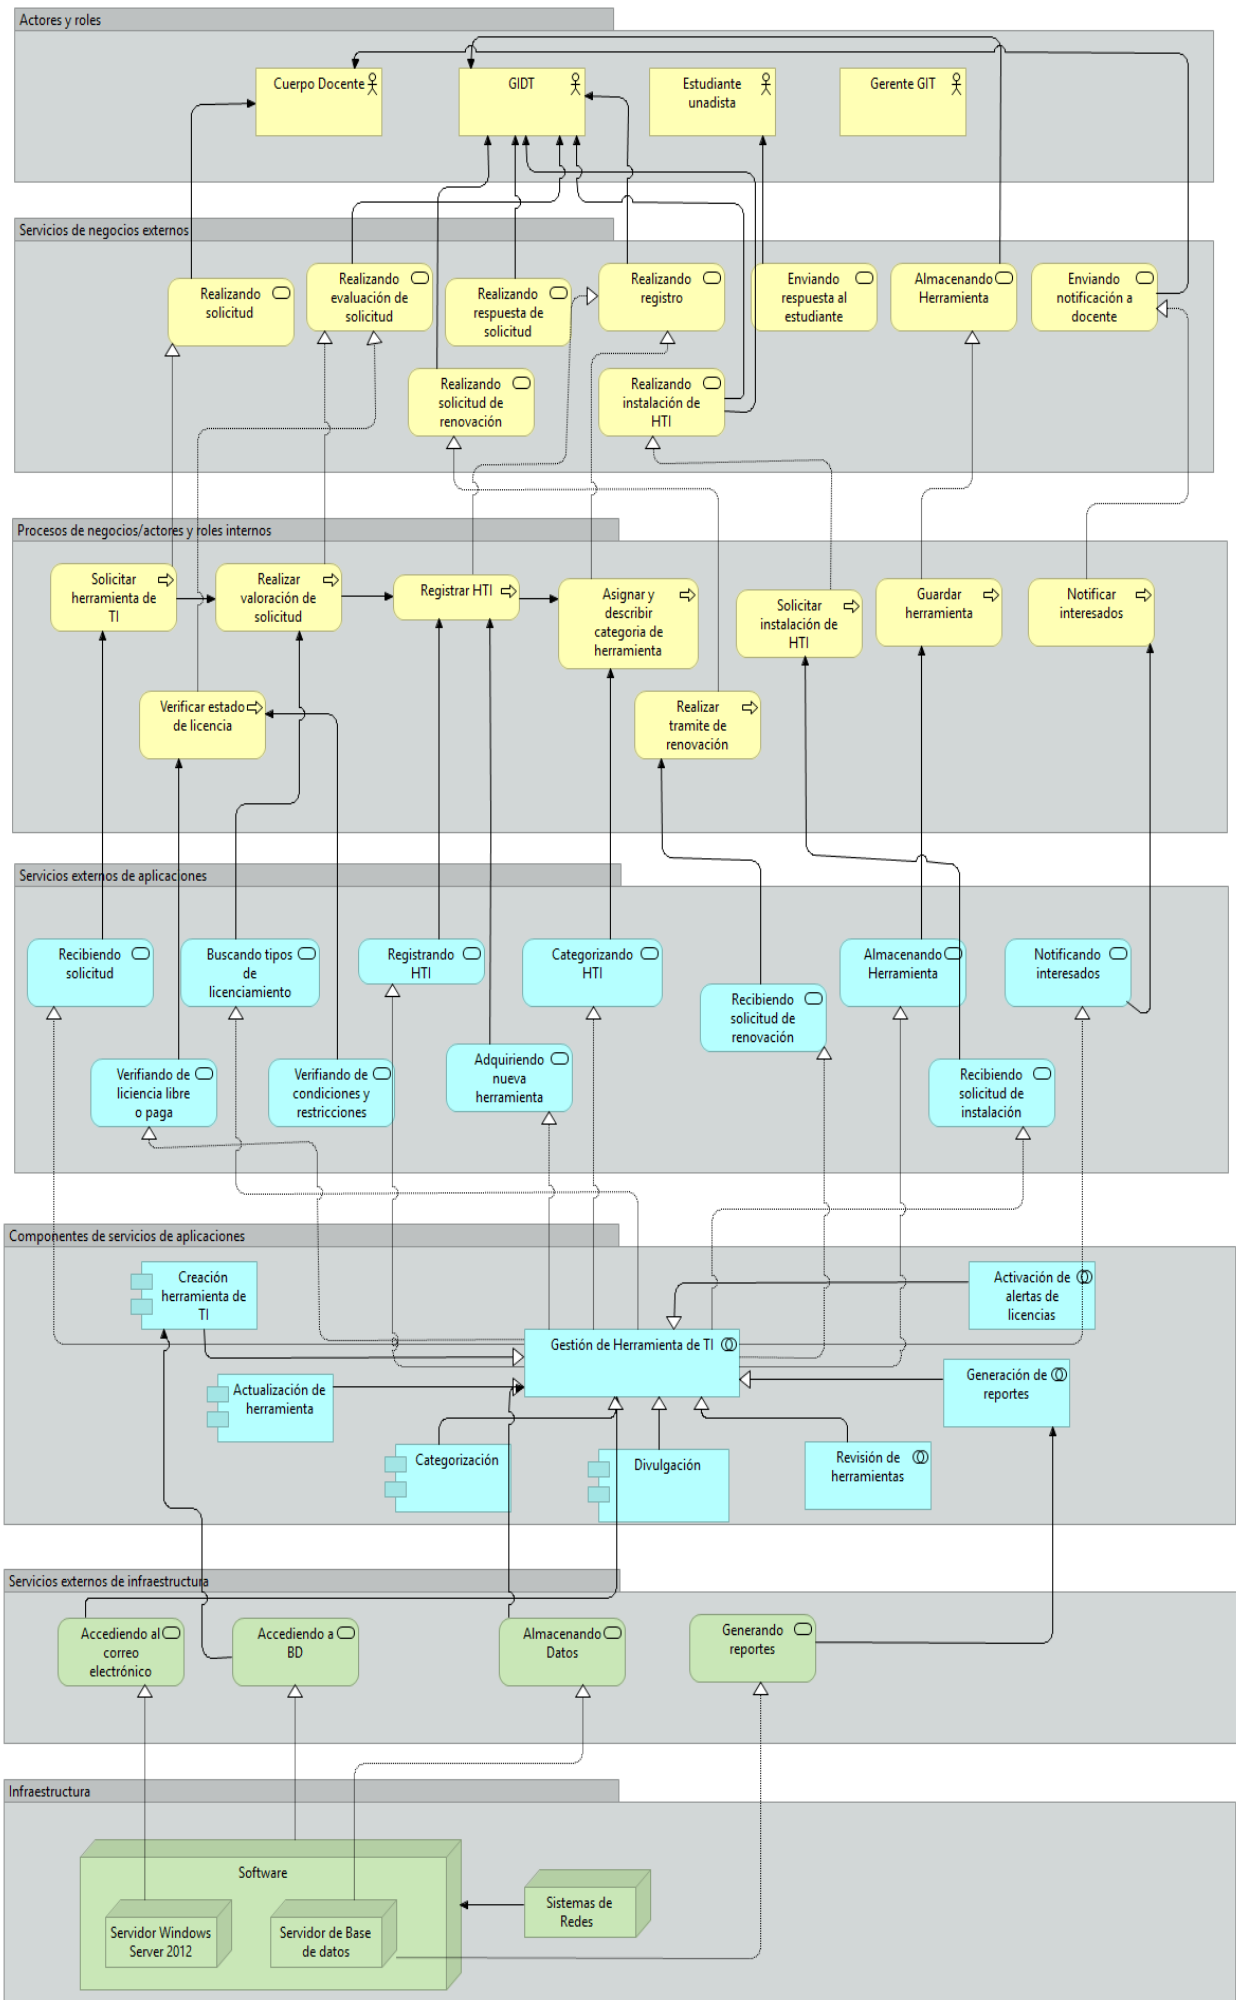 Actores y roles
Cuerpo Docente
GIDT
Estudiante
unadista
Gerente GIT
Servicios de negocios externos
Realizando
solicitud
Realizando
evaluación de
solicitud
Realizando
respuesta de
solicitud
Realizando
registro
Enviando
respuesta al
estudiante
Almacenando
Herramienta
Enviando
notificación a
docente
Realizando
solicitud de
renovación
Realizando
instalación de
HTI
Procesos de negocios/actores y roles internos
Solicitar
herramienta de
TI
Realizar
valoración de
solicitud
Registrar HTI
Asignar y
describir
categoria de
herramienta
Solicitar
instalación de
HTI
Guardar
herramienta
Notificar
interesados
Verificar estado
de licencia
Realizar
tramite de
renovación
Servicios externos de aplicaciones
Recibiendo
solicitud
Buscando tipos
de
licenciamiento
Registrando
HTI
Categorizando
HTI
Recibiendo
solicitud de
renovación
Almacenando
Herramienta
Notificando
interesados
Verifiando de
liciencia libre
o paga
Verifiando de
condiciones y
restricciones
Adquiriendo
nueva
herramienta
Recibiendo
solicitud de
instalación
Componentes de servicios de aplicaciones
Creación
herramienta de
TI
Activación de
alertas de
licencias
Gestión de Herramienta de TI
Actualización de
herramienta
Generación de
reportes
Categorización
Divulgación
Revisión de
herramientas
Servicios externos de infraestructura
Accediendo al
correo
electrónico
Accediendo a
BD
Almacenando
Datos
Generando
reportes
Infraestructura
Software
Servidor Windows
Server 2012
Servidor de Base
de datos
Sistemas de
Redes